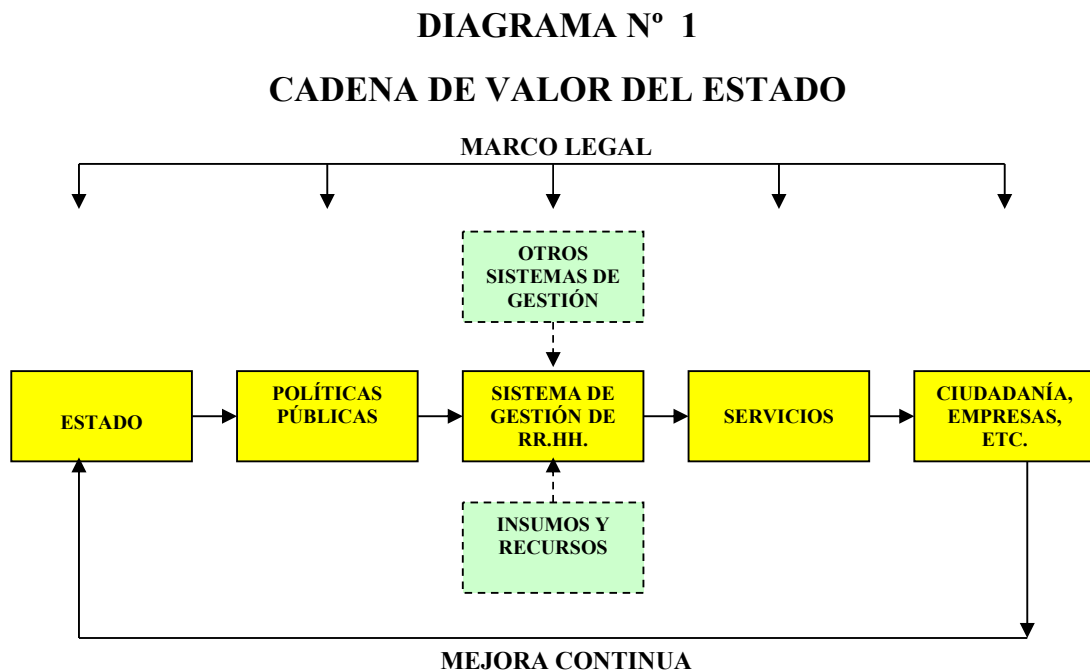 DIAGRAMA Nº 1
CADENA DE VALOR DEL ESTADO
MARCO LEGAL
OTROS
SISTEMAS DE
GESTIÓN
ESTADO
POLÍTICAS
PÚBLICAS
SISTEMA DE
GESTIÓN DE
RR.HH.
SERVICIOS
CIUDADANÍA,
EMPRESAS,
ETC.
INSUMOS Y
RECURSOS
MEJORA CONTINUA